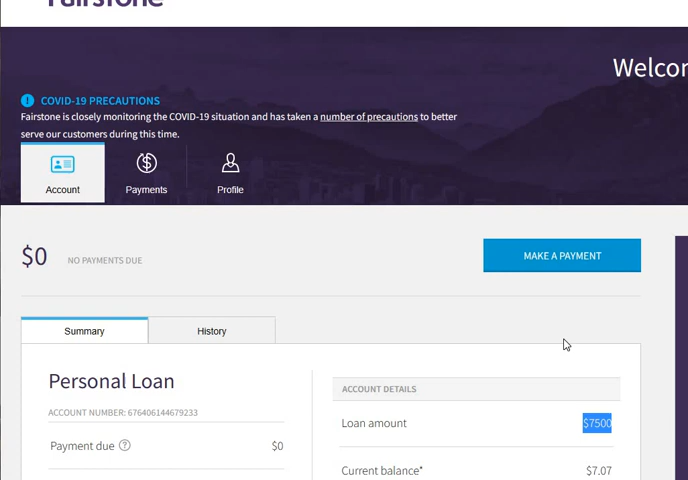 Fairstone
Welcom
COVID-19 PRECAUTIONS
Fairstone is closely monitoring the COVID-19 situation and has taken a number of precautions to better
serve our customers during this time.
Account
Payments
Profile
$0
NO PAYMENTS DUE
MAKE A PAYMENT
Summary
History
Personal Loan
ACCOUNT NUMBER: 676406144679233
Payment due
$0
ACCOUNT DETAILS
Loan amount
$7500
Current balance*
$7.07